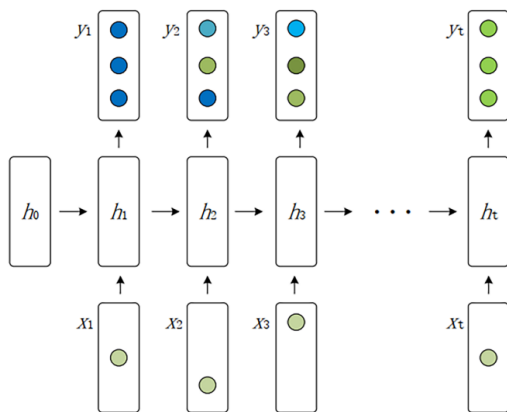 y1 y2 y3 yt
h0 h1 h2 h3 · · · ht
x1 x2 x3 xt